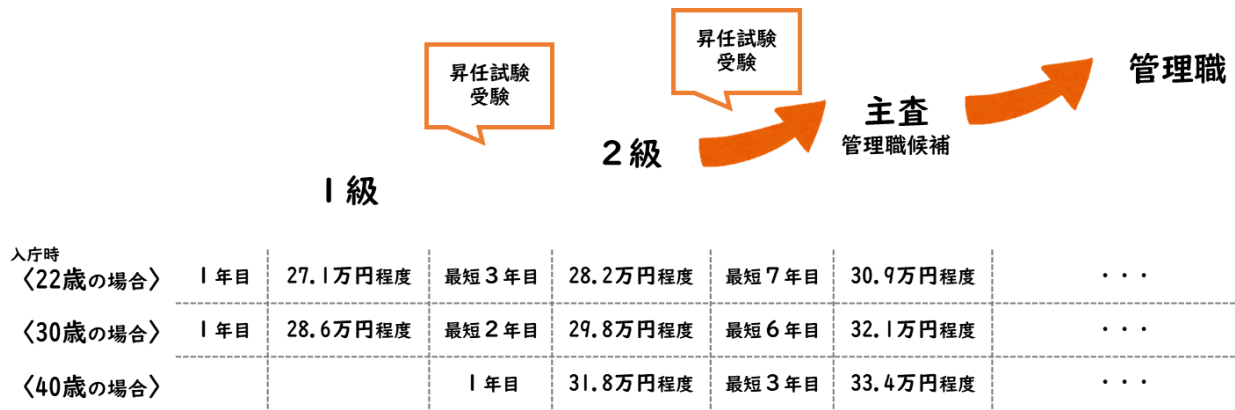 昇任試験
受験
昇任試験
受験
管理職
主査
管理職候補
２級
１級
入庁時
〈22歳の場合〉 １年目 27.1万円程度 最短３年目 28.2万円程度 最短７年目 30.9万円程度 ・・・
〈30歳の場合〉 １年目 28.6万円程度 最短２年目 29.8万円程度 最短６年目 32.1万円程度 ・・・
〈40歳の場合〉 １年目 31.8万円程度 最短３年目 33.4万円程度 ・・・